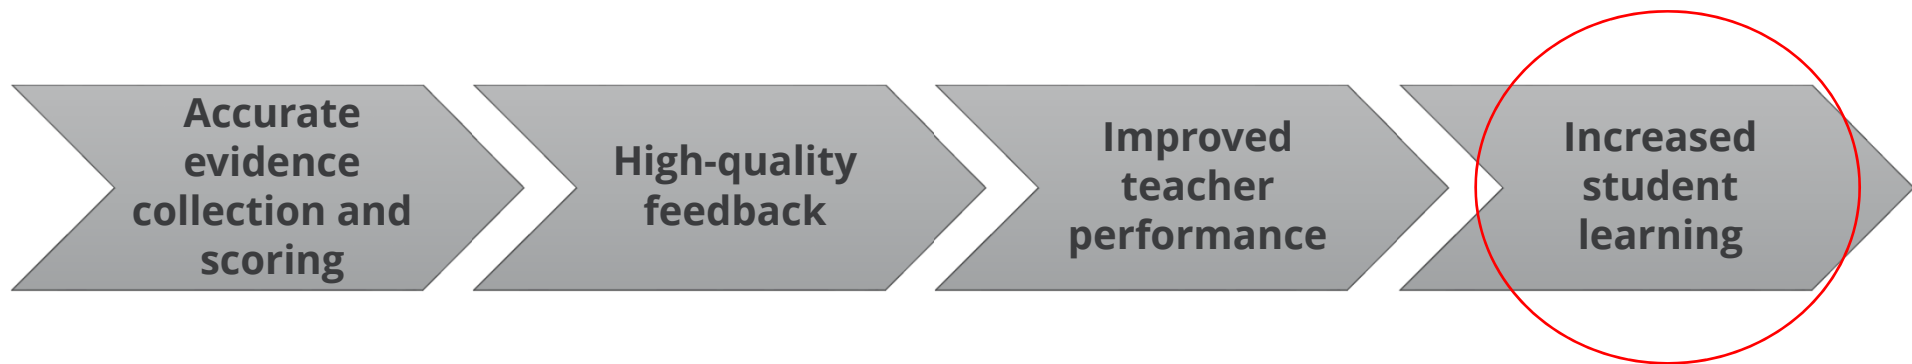 Accurate
evidence
collection and
scoring
High-quality
feedback
Improved
teacher
performance
Increased
student
learning